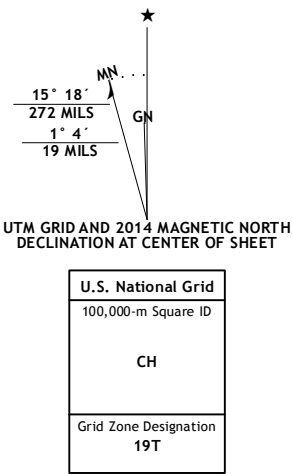 MN
GN
15° 18´
272 MILS
1° 4´
19 MILS
UTM GRID AND 2014 MAGNETIC NORTH
DECLINATION AT CENTER OF SHEET
U.S. National Grid
100,000-m Square ID
CH
Grid Zone Designation
19T